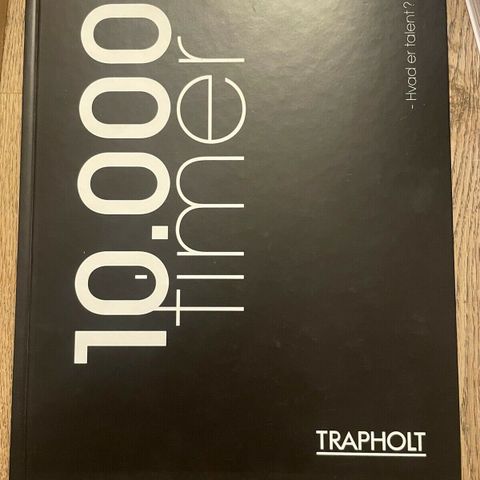 10.000
timer
- Hvad er talent?
TRAPHOLT